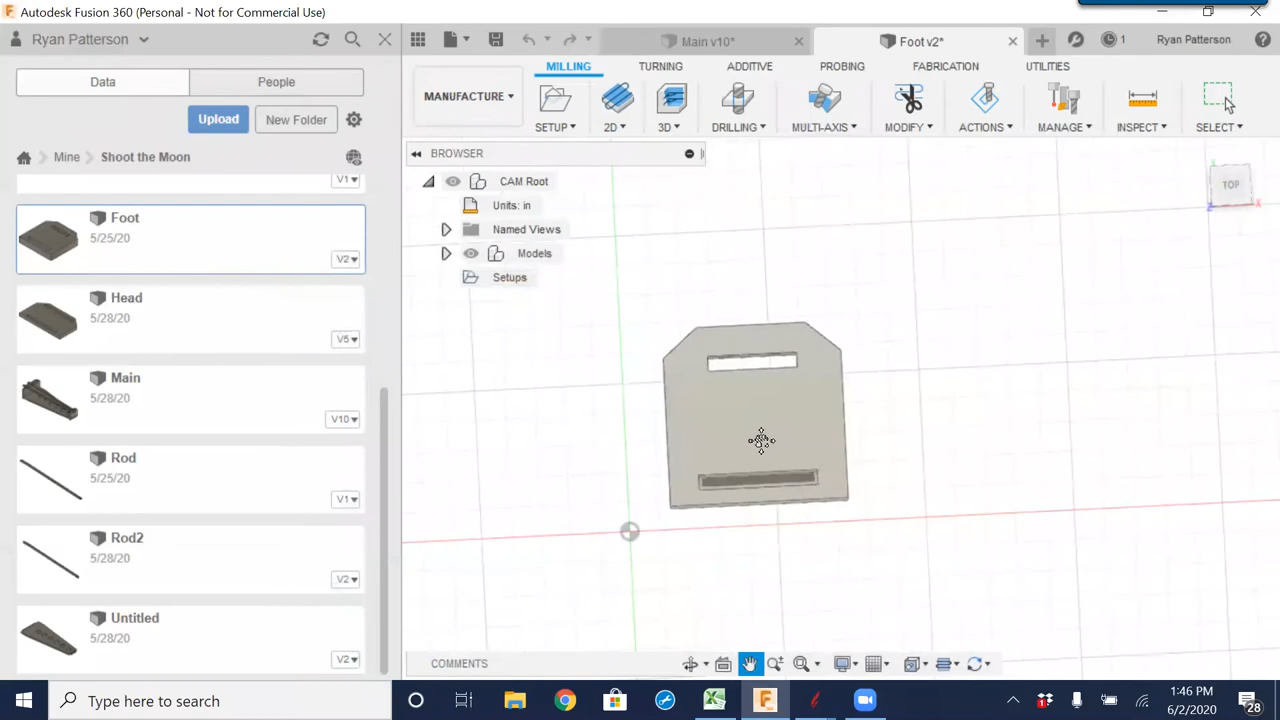 Autodesk Fusion 360 (Personal - Not for Commercial Use)
Ryan Patterson
Main v10*
Foot v2*
1
Ryan Patterson
Data
People
Upload
New Folder
Mine
Shoot the Moon
V1
Foot
5/25/20
V2
Head
5/28/20
V5
Main
5/28/20
V10
Rod
5/25/20
V1
Rod2
5/28/20
V2
Untitled
5/28/20
V2
MILLING
TURNING
ADDITIVE
PROBING
FABRICATION
UTILITIES
MANUFACTURE
SETUP
2D
3D
DRILLING
MULTI-AXIS
MODIFY
ACTIONS
MANAGE
INSPECT
SELECT
BROWSER
CAM Root
Units: in
Named Views
Models
Setups
TOP
Z
X
COMMENTS
Type here to search
1:46 PM
6/2/2020
28